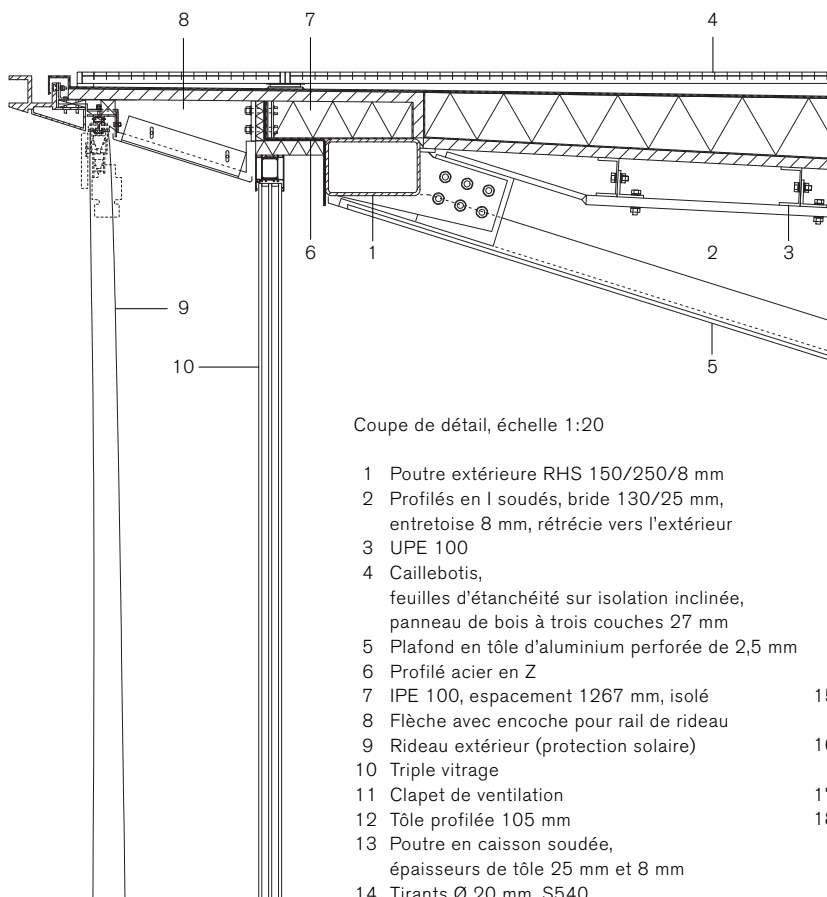 8 7 4
6 1 2 3
9
10
5
Coupe de détail, échelle 1:20
1 Poutre extérieure RHS 150/250/8 mm
2 Profilés en I soudés, bride 130/25 mm,
entretoise 8 mm, rétrécie vers l'extérieur
3 UPE 100
4 Caillebotis,
feuilles d'étanchéité sur isolation inclinée,
panneau de bois à trois couches 27 mm
5 Plafond en tôle d'aluminium perforée de 2,5 mm
6 Profilé acier en Z
7 IPE 100, espacement 1267 mm, isolé
8 Flèche avec encoche pour rail de rideau
9 Rideau extérieur (protection solaire)
10 Triple vitrage
11 Clapet de ventilation
12 Tôle profilée 105 mm
13 Poutre en caisson soudée,
épaisseurs de tôle 25 mm et 8 mm
14 Tirants Ø 20 mm, S540